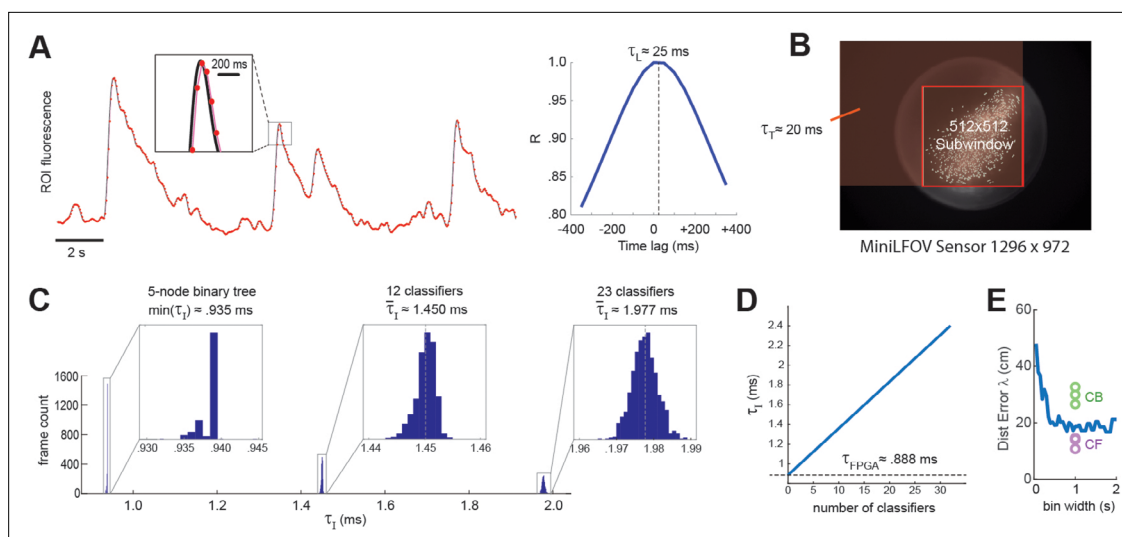 A
ROI fluorescence
200 ms
2 s
τL≈ 25 ms
R
1.0
.95
.90
.85
.80
-400
-200
0
+200
+400
Time lag (ms)
B
τT≈ 20 ms
512x512
Subwindow
MiniLFOV Sensor 1296 x 972
C
5-node binary tree
min(τI) ≈ .935 ms
12 classifiers
τ̅I ≈ 1.450 ms
23 classifiers
τ̅I ≈ 1.977 ms
frame count
1600
1200
800
400
0
.930 .935 .940 .945
1.44 1.45 1.46
1.96 1.97 1.98 1.99
1.0 1.2 1.4 1.6 1.8 2.0
τI (ms)
D
τI (ms)
2.4
2.2
2.0
1.8
1.6
1.4
1.2
1
τFPGA≈ .888 ms
0 5 10 15 20 25 30
number of classifiers
E
Dist Error λ (cm)
60
40
20
0
CB
CF
0 1 2
bin width (s)